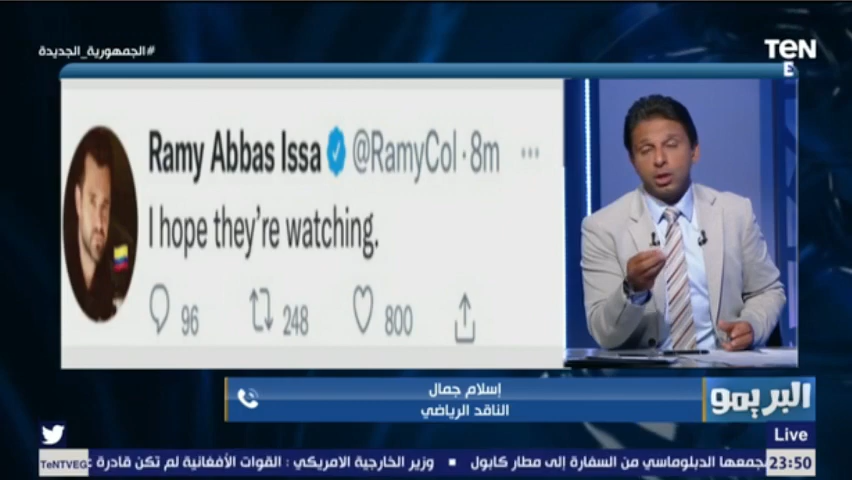 #الجمهورية_الجديدة
TEN
E
Ramy Abbas Issa @RamyCol · 8m
I hope they're watching.
96 248 800
إسلام جمال
الناقد الرياضي
البريمو
Live
TeNTVEG
مجمعها الدبلوماسي من السفارة إلى مطار كابول ▪ وزير الخارجية الامريكي : القوات الأفغانية لم تكن قادرة
23:50